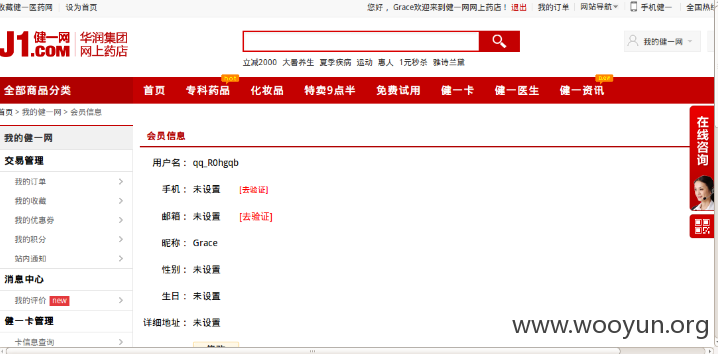 收藏健一医药网 设为首页 您好， Grace欢迎来到健一网网上药店！ 退出 我的订单 网站导航 手机健一 全国热线
J1.COM 健一网 华润集团 网上药店
我的健一网
立减2000 大暑养生 夏季疾病 运动 惠人 1元秒杀 雅诗兰黛
全部商品分类 首页 专科药品 hot 化妆品 特卖9点半 免费试用 健一卡 健一医生 健一资讯
首页 > 我的健一网 > 会员信息
我的健一网
交易管理
我的订单
我的收藏
我的优惠券
我的积分
站内通知
消息中心
我的评价 new
健一卡管理
卡信息查询
会员信息
用户名： qq_R0hgqb
手机： 未设置 [去验证]
邮箱： 未设置 [去验证]
昵称： Grace
性别： 未设置
生日： 未设置
详细地址： 未设置
在线咨询
www.wooyun.org